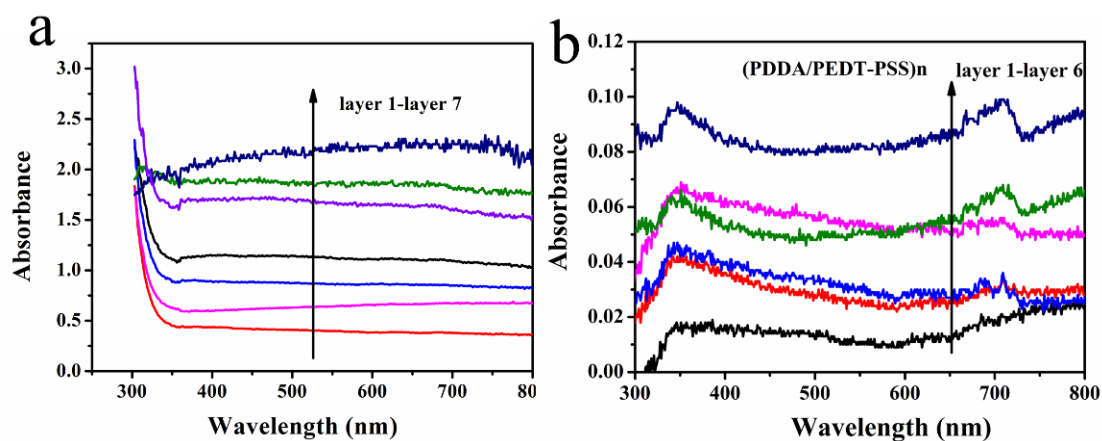 a
3.0
2.5
2.0
1.5
1.0
0.5
0.0
Absorbance
layer 1-layer 7
300 400 500 600 700 800
Wavelength (nm)
b
0.12
0.10
0.08
0.06
0.04
0.02
0.00
Absorbance
(PDDA/PEDT-PSS)n layer 1-layer 6
300 400 500 600 700 800
Wavelength (nm)